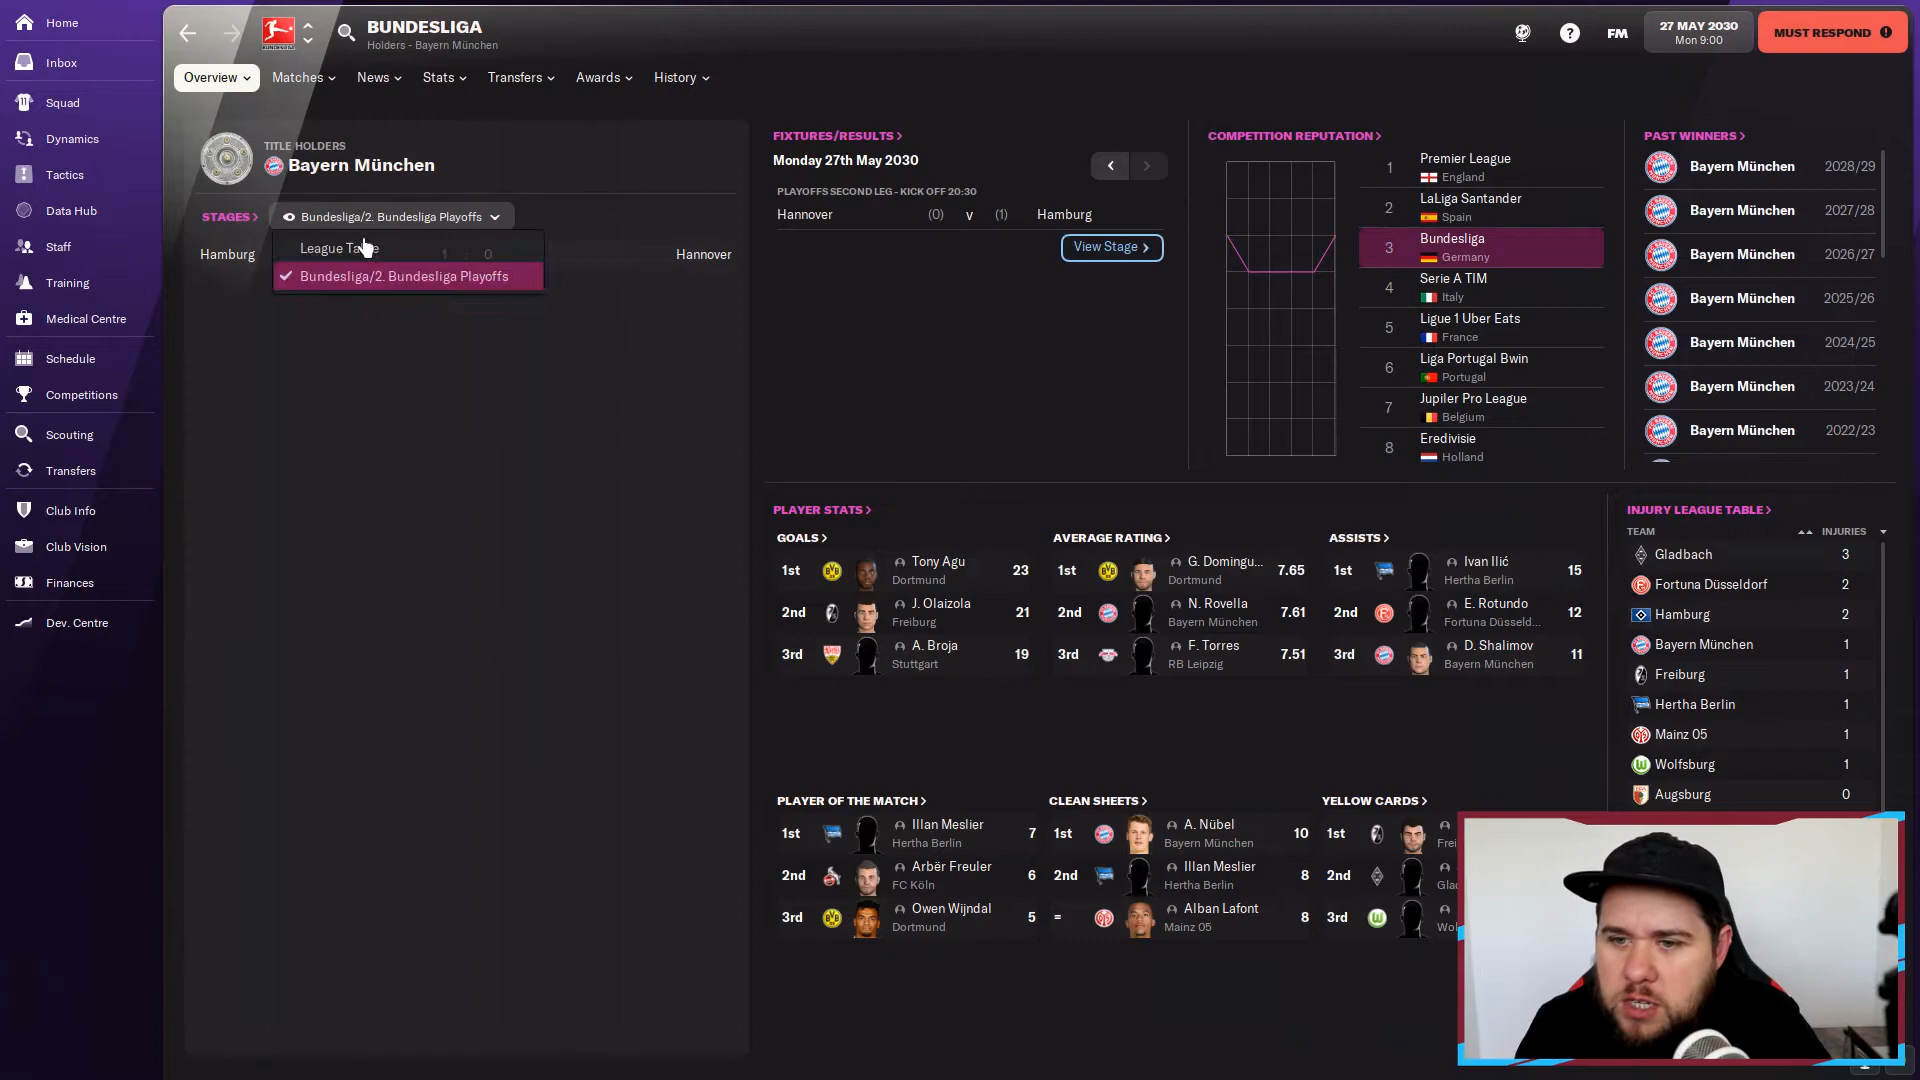 Home
Inbox
Squad
Dynamics
Tactics
Data Hub
Staff
Training
Medical Centre
Schedule
Competitions
Scouting
Transfers
Club Info
Club Vision
Finances
Dev. Centre
BUNDESLIGA
Holders - Bayern München
FM
27 MAY 2030
Mon 9:00
MUST RESPOND
Overview
Matches
News
Stats
Transfers
Awards
History
TITLE HOLDERS
Bayern München
STAGES
Bundesliga/2. Bundesliga Playoffs
League Table
Bundesliga/2. Bundesliga Playoffs
Hamburg 1 : 0 Hannover
FIXTURES/RESULTS
Monday 27th May 2030
PLAYOFFS SECOND LEG - KICK OFF 20:30
Hannover (0) v (1) Hamburg
View Stage
COMPETITION REPUTATION
1 Premier League
England
2 LaLiga Santander
Spain
3 Bundesliga
Germany
4 Serie A TIM
Italy
5 Ligue 1 Uber Eats
France
6 Liga Portugal Bwin
Portugal
7 Jupiler Pro League
Belgium
8 Eredivisie
Holland
PAST WINNERS
Bayern München 2028/29
Bayern München 2027/28
Bayern München 2026/27
Bayern München 2025/26
Bayern München 2024/25
Bayern München 2023/24
Bayern München 2022/23
PLAYER STATS
GOALS
1st Tony Agu 23
Dortmund
2nd J. Olaizola 21
Freiburg
3rd A. Broja 19
Stuttgart
AVERAGE RATING
1st G. Domingu... 7.65
Dortmund
2nd N. Rovella 7.61
Bayern München
3rd F. Torres 7.51
RB Leipzig
ASSISTS
1st Ivan Ilić 15
Hertha Berlin
2nd E. Rotundo 12
Fortuna Düsseld...
3rd D. Shalimov 11
Bayern München
INJURY LEAGUE TABLE
TEAM INJURIES
Gladbach 3
Fortuna Düsseldorf 2
Hamburg 2
Bayern München 1
Freiburg 1
Hertha Berlin 1
Mainz 05 1
Wolfsburg 1
Augsburg 0
PLAYER OF THE MATCH
1st Illan Meslier 7
Hertha Berlin
2nd Arbër Freuler 6
FC Köln
3rd Owen Wijndal 5
Dortmund
CLEAN SHEETS
1st A. Nübel 10
Bayern München
2nd Illan Meslier 8
Hertha Berlin
= Alban Lafont 8
Mainz 05
YELLOW CARDS
1st
Frei
2nd
Glad
3rd
Wol